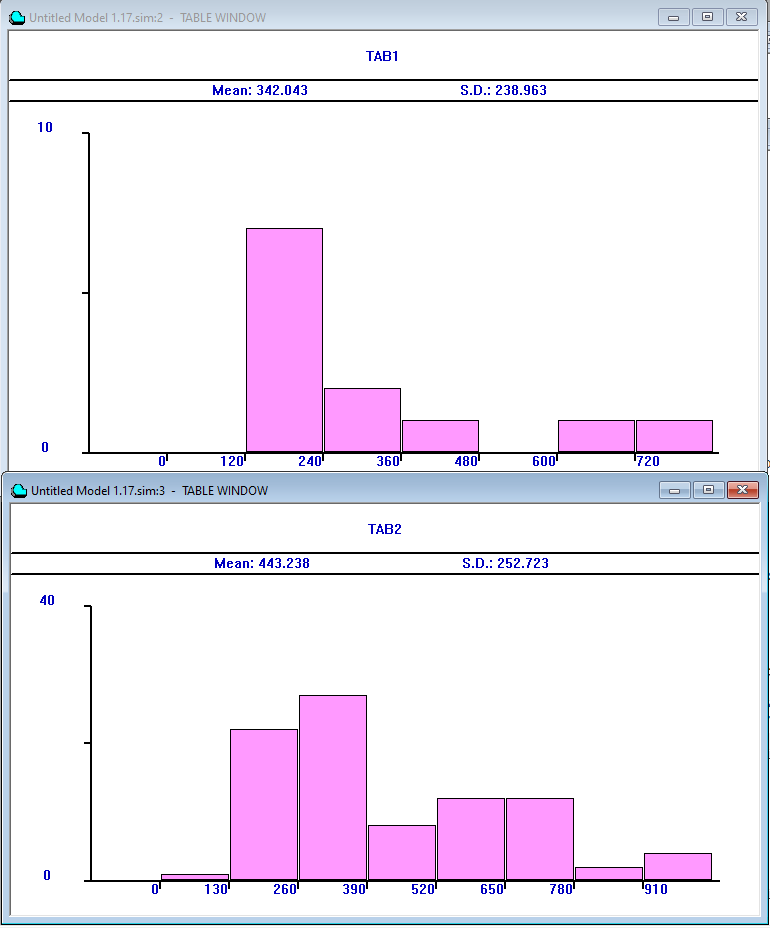 Untitled Model 1.17.sim:2 - TABLE WINDOW
TAB1
Mean: 342.043 S.D.: 238.963
10
0
0 120 240 360 480 600 720
Untitled Model 1.17.sim:3 - TABLE WINDOW
TAB2
Mean: 443.238 S.D.: 252.723
40
0
0 130 260 390 520 650 780 910